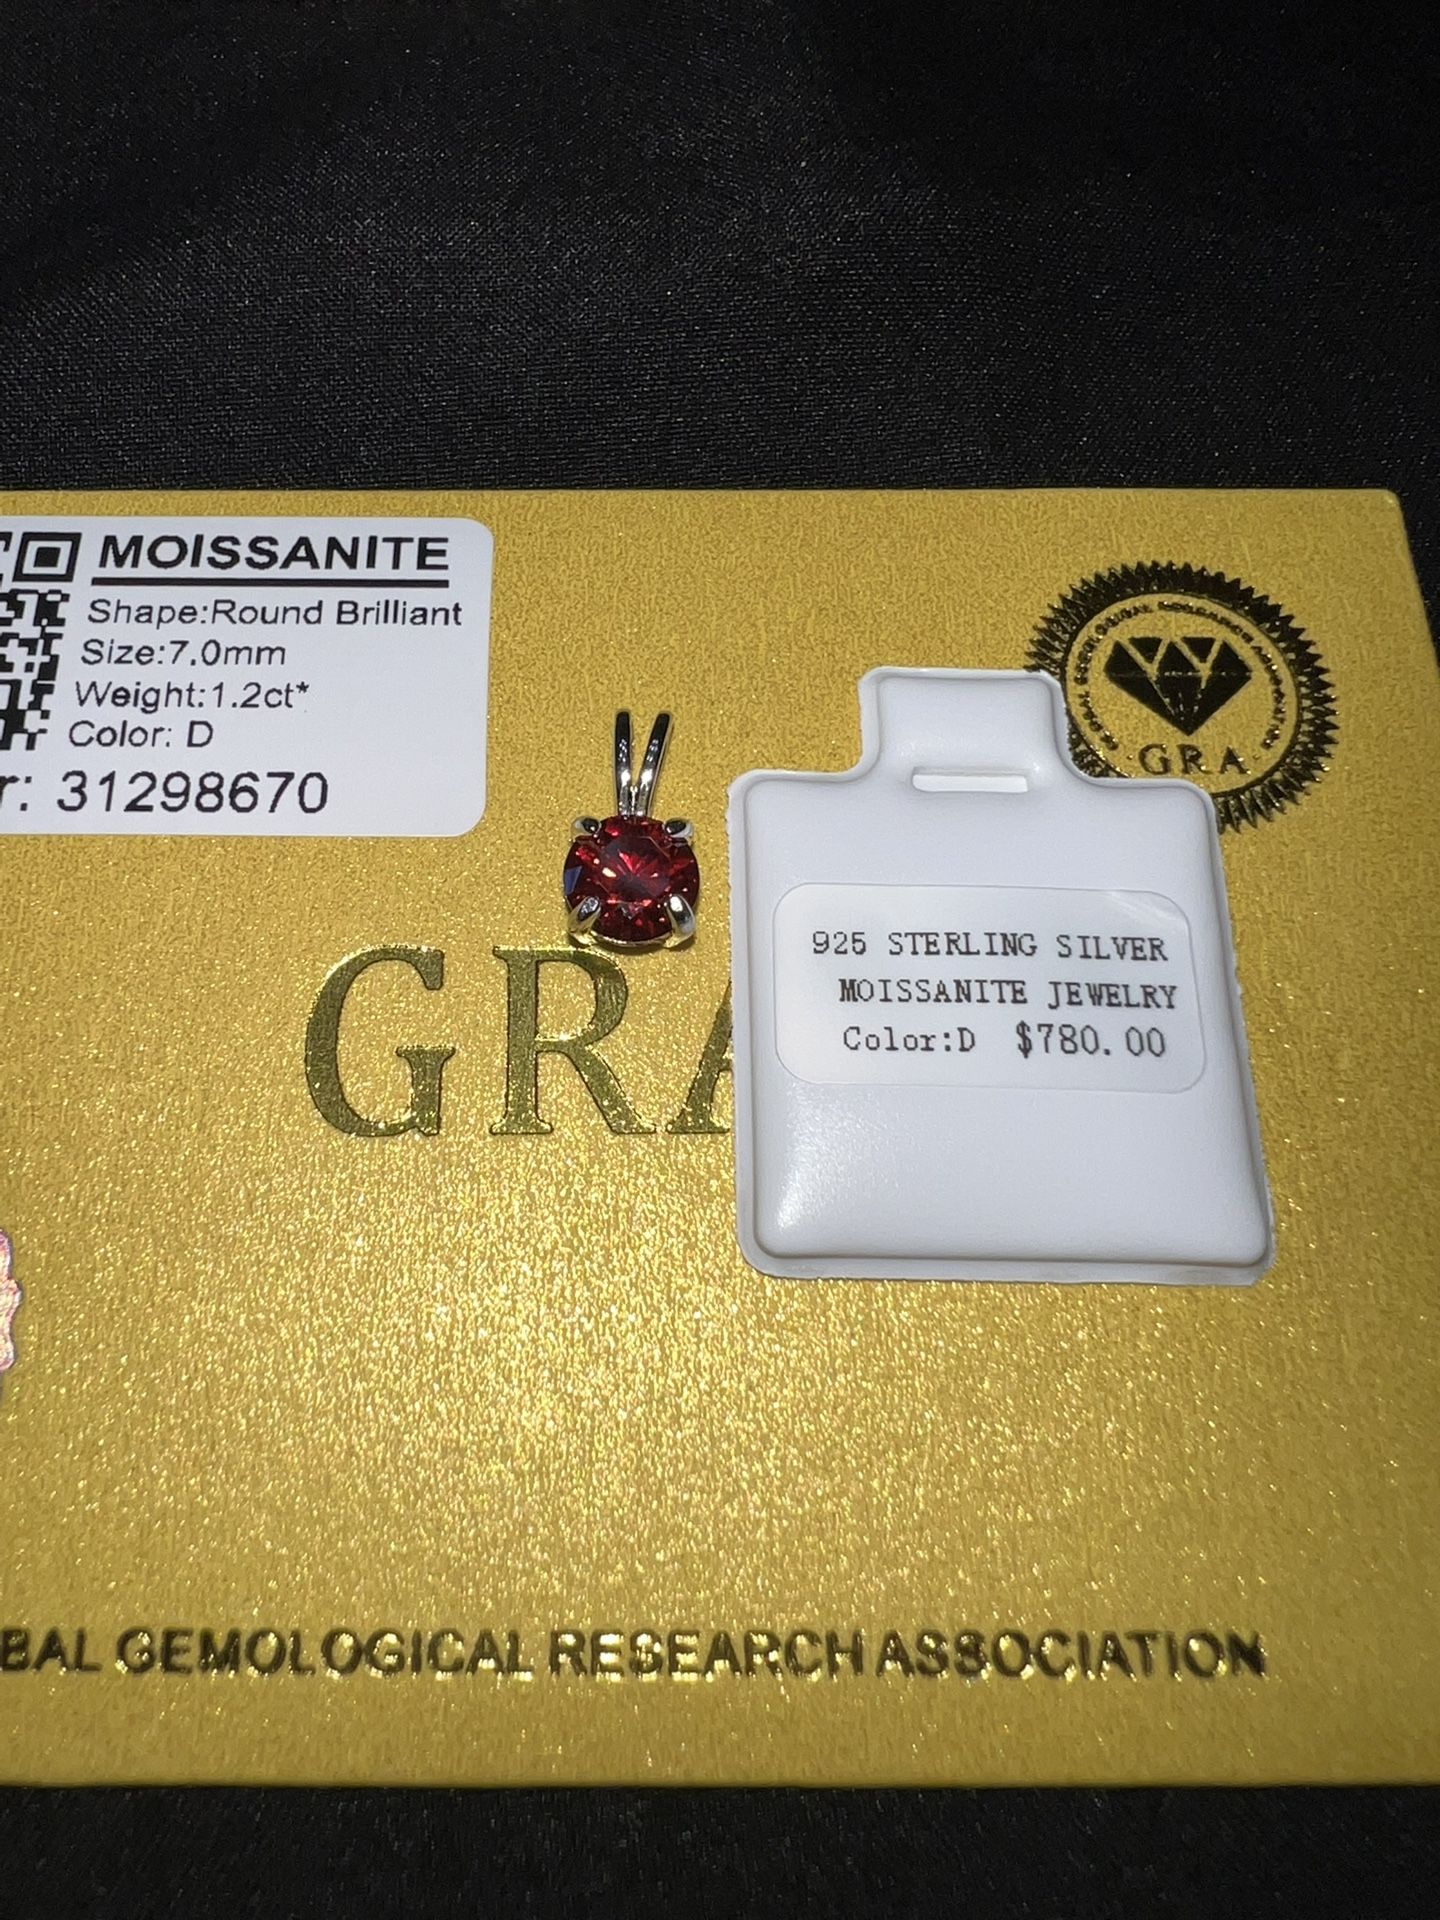 MOISSANITE
Shape:Round Brilliant
Size:7.0mm
Weight:1.2ct*
Color: D
r: 31298670
GRA
925 STERLING SILVER
MOISSANITE JEWELRY
Color:D $780.00
GRA
BAL GEMOLOGICAL RESEARCH ASSOCIATION